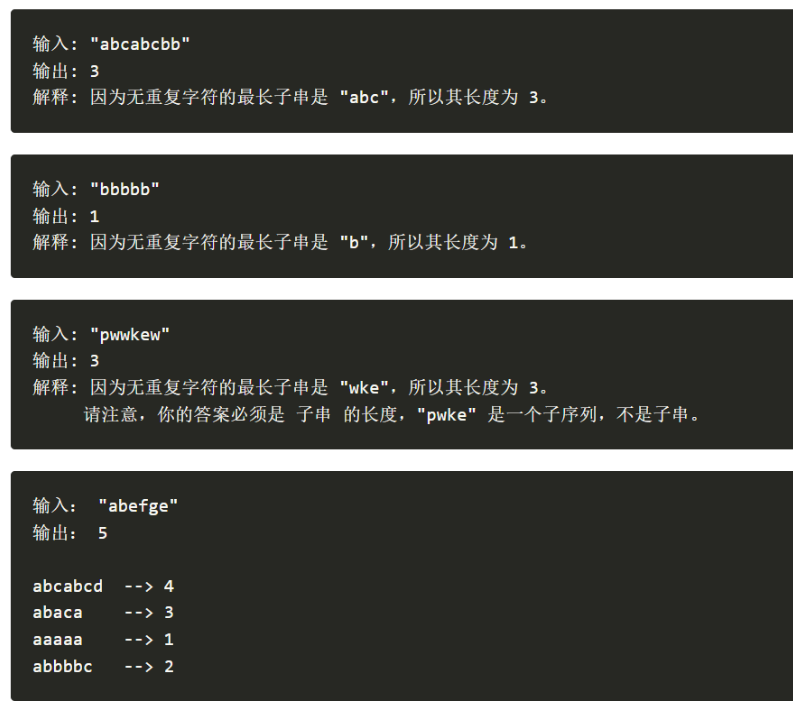 输入: "abcabcbb"
输出: 3
解释: 因为无重复字符的最长子串是 "abc"，所以其长度为 3。
输入: "bbbbb"
输出: 1
解释: 因为无重复字符的最长子串是 "b"，所以其长度为 1。
输入: "pwwkew"
输出: 3
解释: 因为无重复字符的最长子串是 "wke"，所以其长度为 3。
请注意，你的答案必须是 子串 的长度，"pwke" 是一个子序列，不是子串。
输入： "abefge"
输出： 5
abcabcd --> 4
abaca --> 3
aaaaa --> 1
abbbbc --> 2